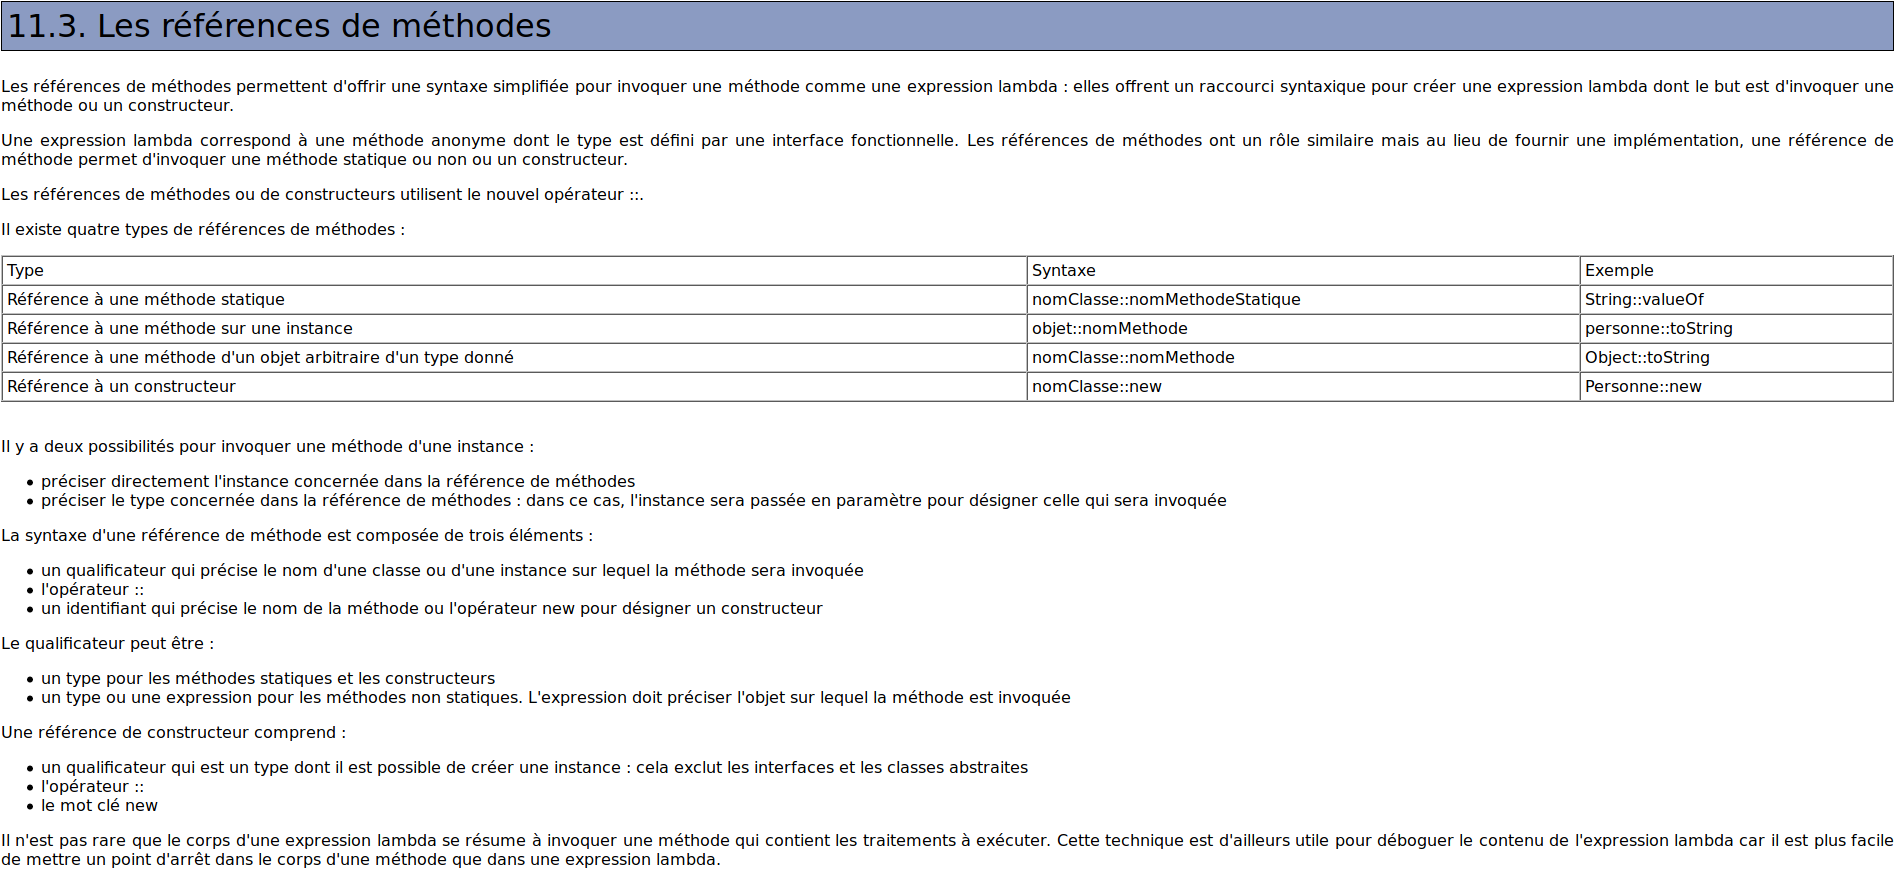 11.3. Les références de méthodes
Les références de méthodes permettent d'offrir une syntaxe simplifiée pour invoquer une méthode comme une expression lambda : elles offrent un raccourci syntaxique pour créer une expression lambda dont le but est d'invoquer une
méthode ou un constructeur.
Une expression lambda correspond à une méthode anonyme dont le type est défini par une interface fonctionnelle. Les références de méthodes ont un rôle similaire mais au lieu de fournir une implémentation, une référence de
méthode permet d'invoquer une méthode statique ou non ou un constructeur.
Les références de méthodes ou de constructeurs utilisent le nouvel opérateur ::.
Il existe quatre types de références de méthodes :
Type Syntaxe Exemple
Référence à une méthode statique nomClasse::nomMethodeStatique String::valueOf
Référence à une méthode sur une instance objet::nomMethode personne::toString
Référence à une méthode d'un objet arbitraire d'un type donné nomClasse::nomMethode Object::toString
Référence à un constructeur nomClasse::new Personne::new
Il y a deux possibilités pour invoquer une méthode d'une instance :
• préciser directement l'instance concernée dans la référence de méthodes
• préciser le type concernée dans la référence de méthodes : dans ce cas, l'instance sera passée en paramètre pour désigner celle qui sera invoquée
La syntaxe d'une référence de méthode est composée de trois éléments :
• un qualificateur qui précise le nom d'une classe ou d'une instance sur lequel la méthode sera invoquée
• l'opérateur ::
• un identifiant qui précise le nom de la méthode ou l'opérateur new pour désigner un constructeur
Le qualificateur peut être :
• un type pour les méthodes statiques et les constructeurs
• un type ou une expression pour les méthodes non statiques. L'expression doit préciser l'objet sur lequel la méthode est invoquée
Une référence de constructeur comprend :
• un qualificateur qui est un type dont il est possible de créer une instance : cela exclut les interfaces et les classes abstraites
• l'opérateur ::
• le mot clé new
Il n'est pas rare que le corps d'une expression lambda se résume à invoquer une méthode qui contient les traitements à exécuter. Cette technique est d'ailleurs utile pour déboguer le contenu de l'expression lambda car il est plus facile
de mettre un point d'arrêt dans le corps d'une méthode que dans une expression lambda.